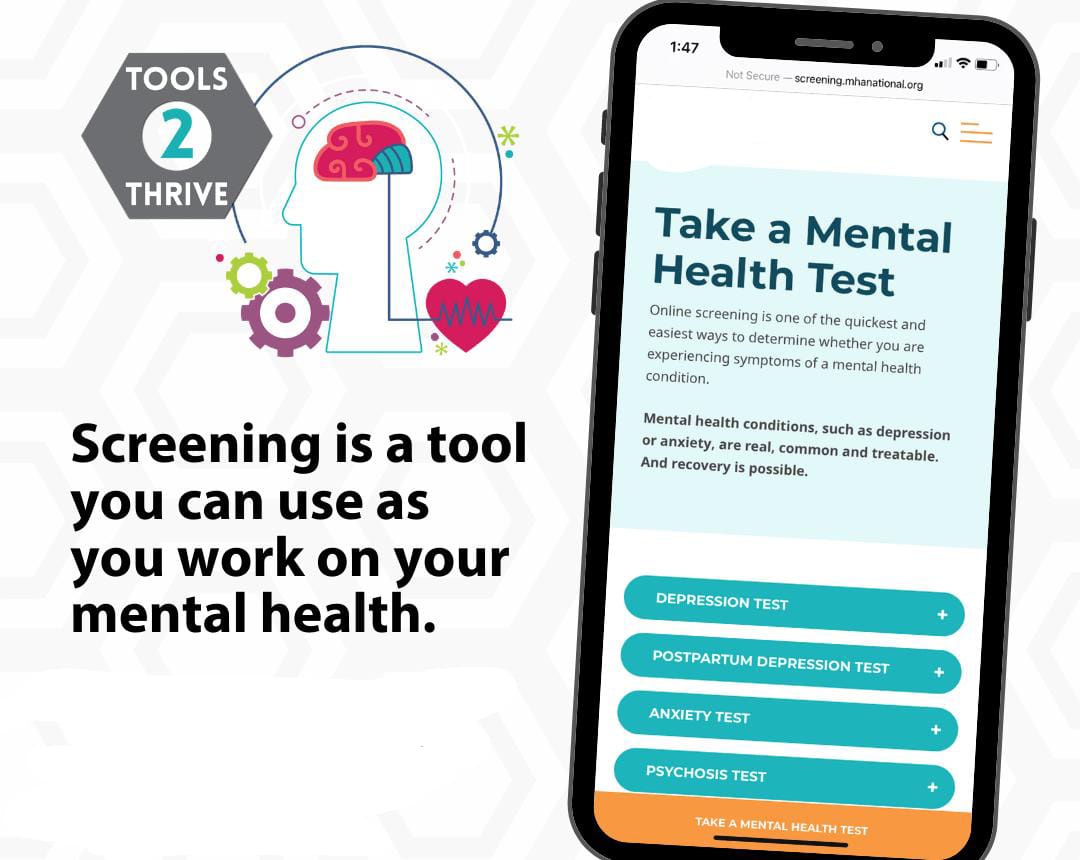 TOOLS
2
THRIVE
Screening is a tool
you can use as
you work on your
mental health.
1:47
Not Secure — screening.mhanational.org
Take a Mental
Health Test
Online screening is one of the quickest and
easiest ways to determine whether you are
experiencing symptoms of a mental health
condition.
Mental health conditions, such as depression
or anxiety, are real, common and treatable.
And recovery is possible.
DEPRESSION TEST +
POSTPARTUM DEPRESSION TEST +
ANXIETY TEST +
PSYCHOSIS TEST +
TAKE A MENTAL HEALTH TEST